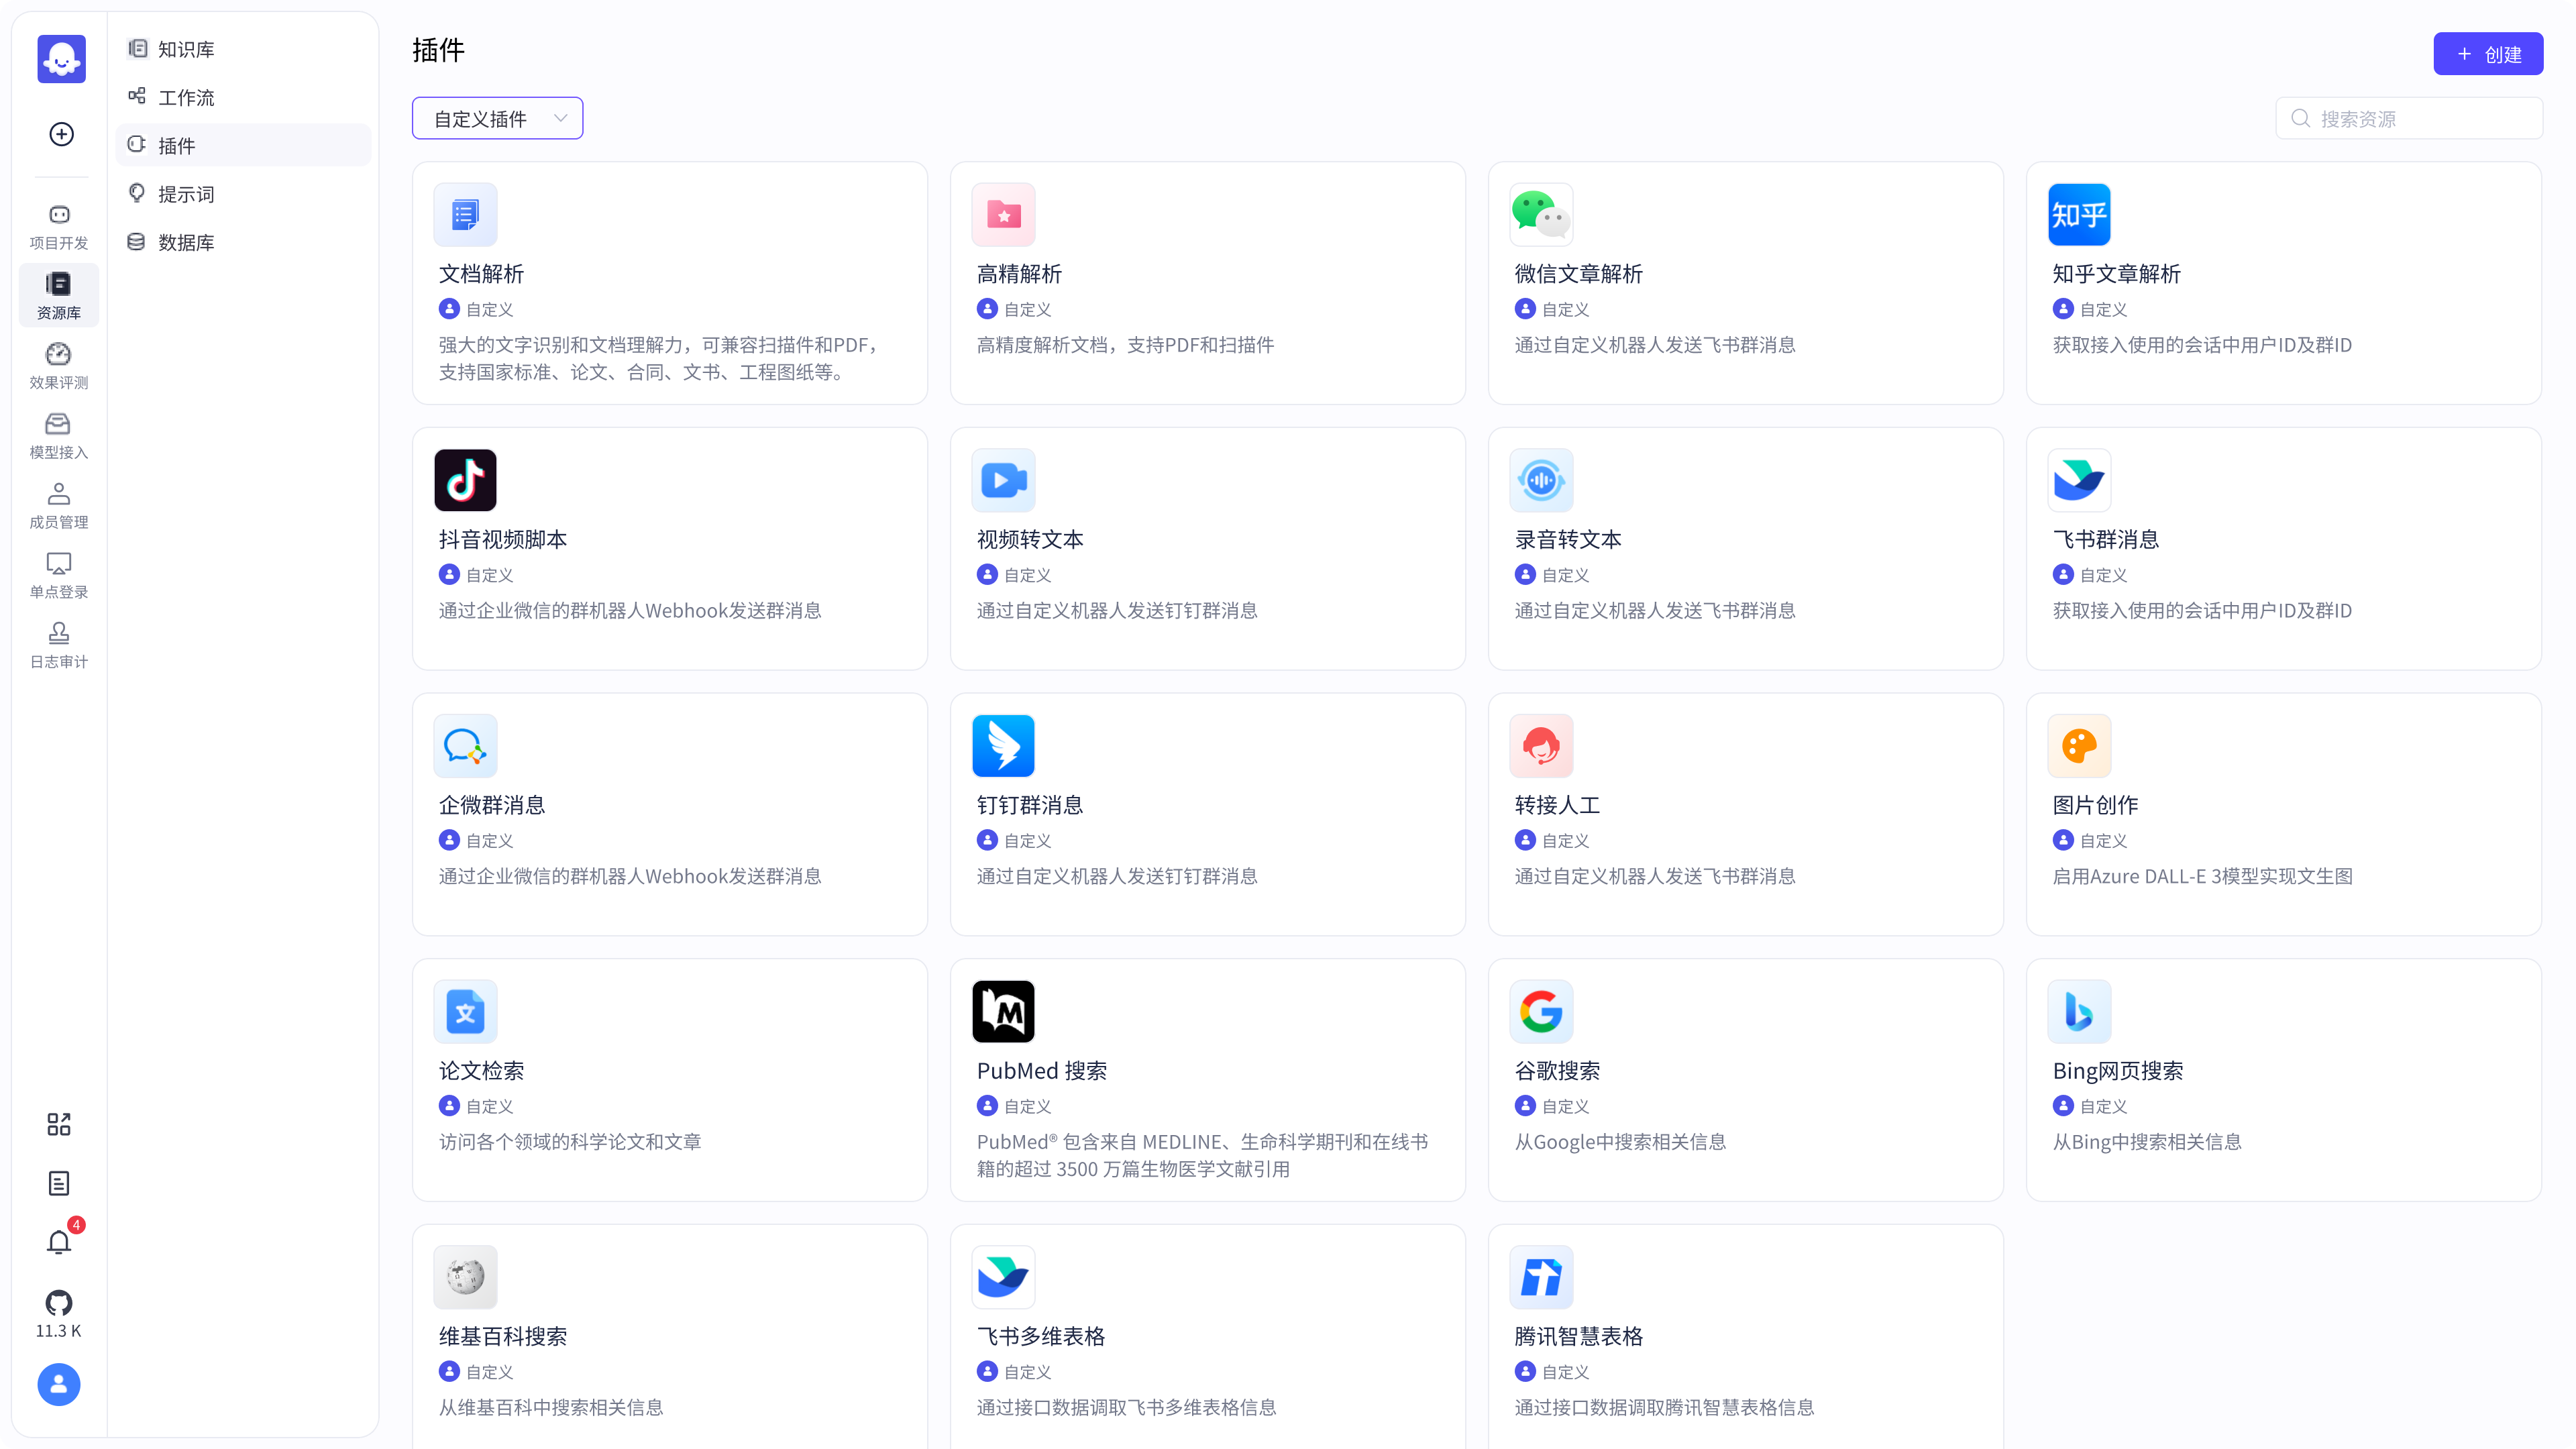 知识库
工作流
插件
提示词
数据库
项目开发
资源库
效果评测
模型接入
成员管理
单点登录
日志审计
4
11.3 K
插件
创建
自定义插件
搜索资源
文档解析
自定义
强大的文字识别和文档理解力，可兼容扫描件和PDF，
支持国家标准、论文、合同、文书、工程图纸等。
高精解析
自定义
高精度解析文档，支持PDF和扫描件
微信文章解析
自定义
通过自定义机器人发送飞书群消息
知乎
知乎文章解析
自定义
获取接入使用的会话中用户ID及群ID
抖音视频脚本
自定义
通过企业微信的群机器人Webhook发送群消息
视频转文本
自定义
通过自定义机器人发送钉钉群消息
录音转文本
自定义
通过自定义机器人发送飞书群消息
飞书群消息
自定义
获取接入使用的会话中用户ID及群ID
企微群消息
自定义
通过企业微信的群机器人Webhook发送群消息
钉钉群消息
自定义
通过自定义机器人发送钉钉群消息
转接人工
自定义
通过自定义机器人发送飞书群消息
图片创作
自定义
启用Azure DALL-E 3模型实现文生图
文
论文检索
自定义
访问各个领域的科学论文和文章
M
PubMed 搜索
自定义
PubMed® 包含来自 MEDLINE、生命科学期刊和在线书
籍的超过 3500 万篇生物医学文献引用
谷歌搜索
自定义
从Google中搜索相关信息
Bing网页搜索
自定义
从Bing中搜索相关信息
维基百科搜索
自定义
从维基百科中搜索相关信息
飞书多维表格
自定义
通过接口数据调取飞书多维表格信息
腾讯智慧表格
自定义
通过接口数据调取腾讯智慧表格信息